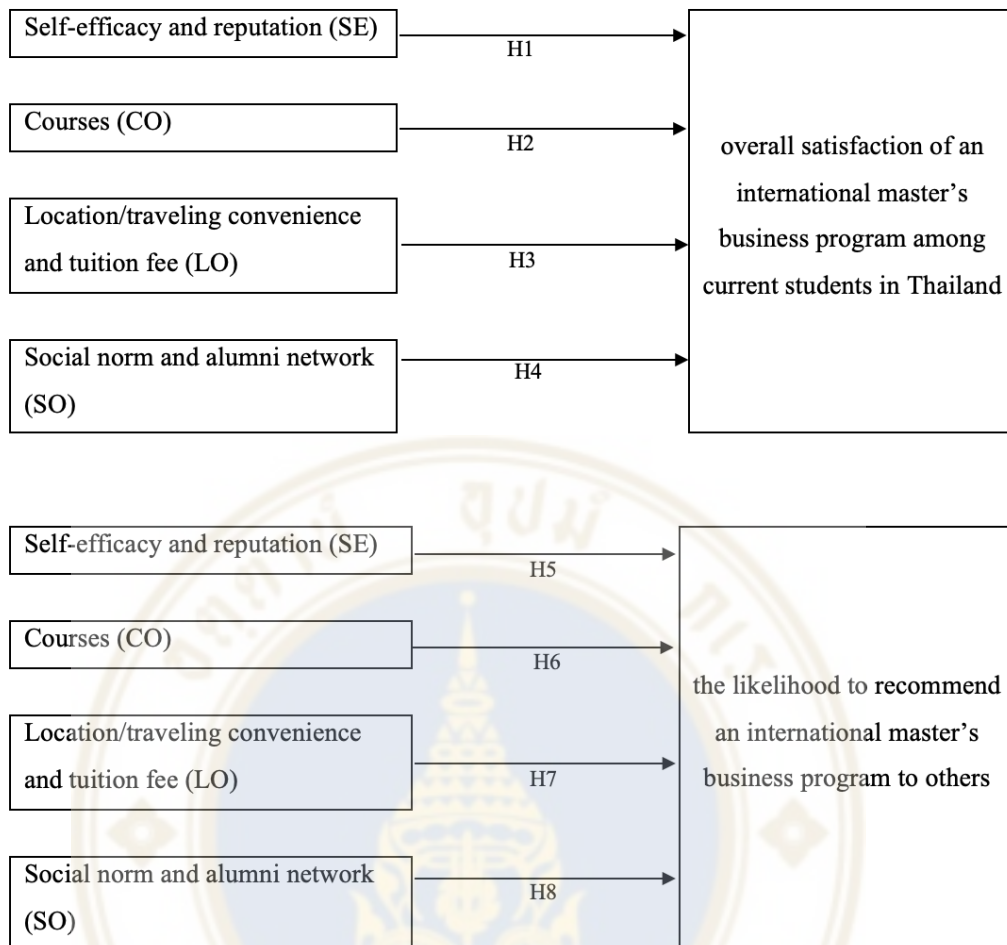 Self-efficacy and reputation (SE)
H1
Courses (CO)
H2
Location/traveling convenience
and tuition fee (LO)
H3
Social norm and alumni network
(SO)
H4
overall satisfaction of an
international master’s
business program among
current students in Thailand
Self-efficacy and reputation (SE)
H5
Courses (CO)
H6
Location/traveling convenience
and tuition fee (LO)
H7
Social norm and alumni network
(SO)
H8
the likelihood to recommend
an international master’s
business program to others